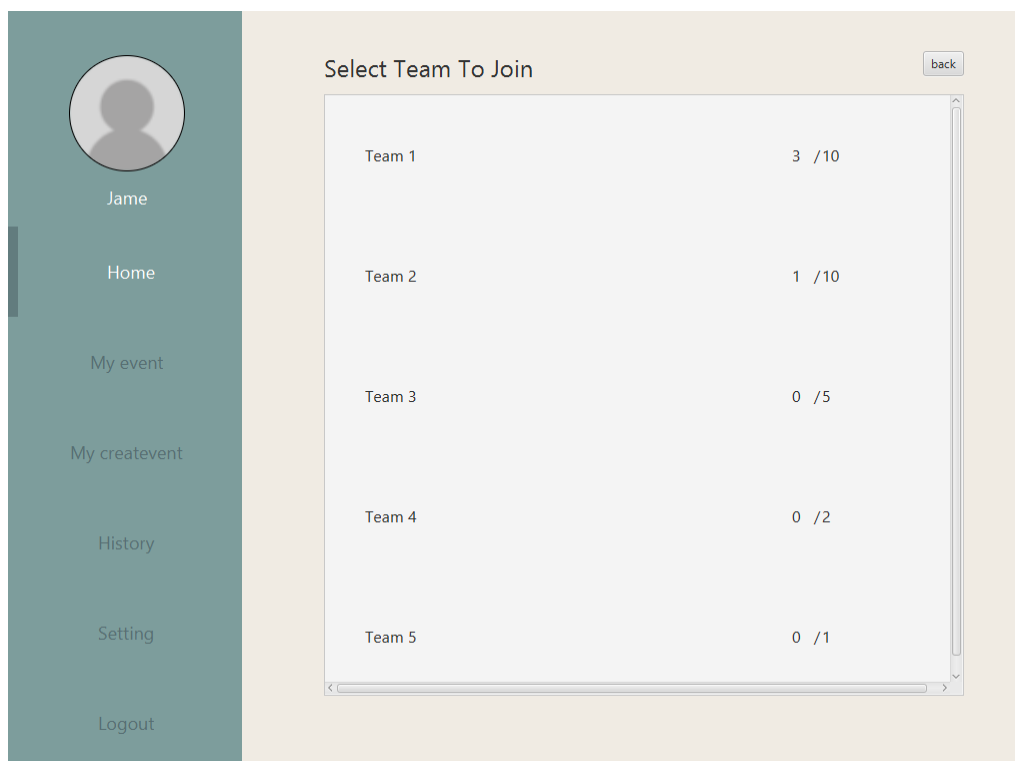 Jame
Home
My event
My createvent
History
Setting
Logout
Select Team To Join
back
Team 1 3 /10
Team 2 1 /10
Team 3 0 /5
Team 4 0 /2
Team 5 0 /1